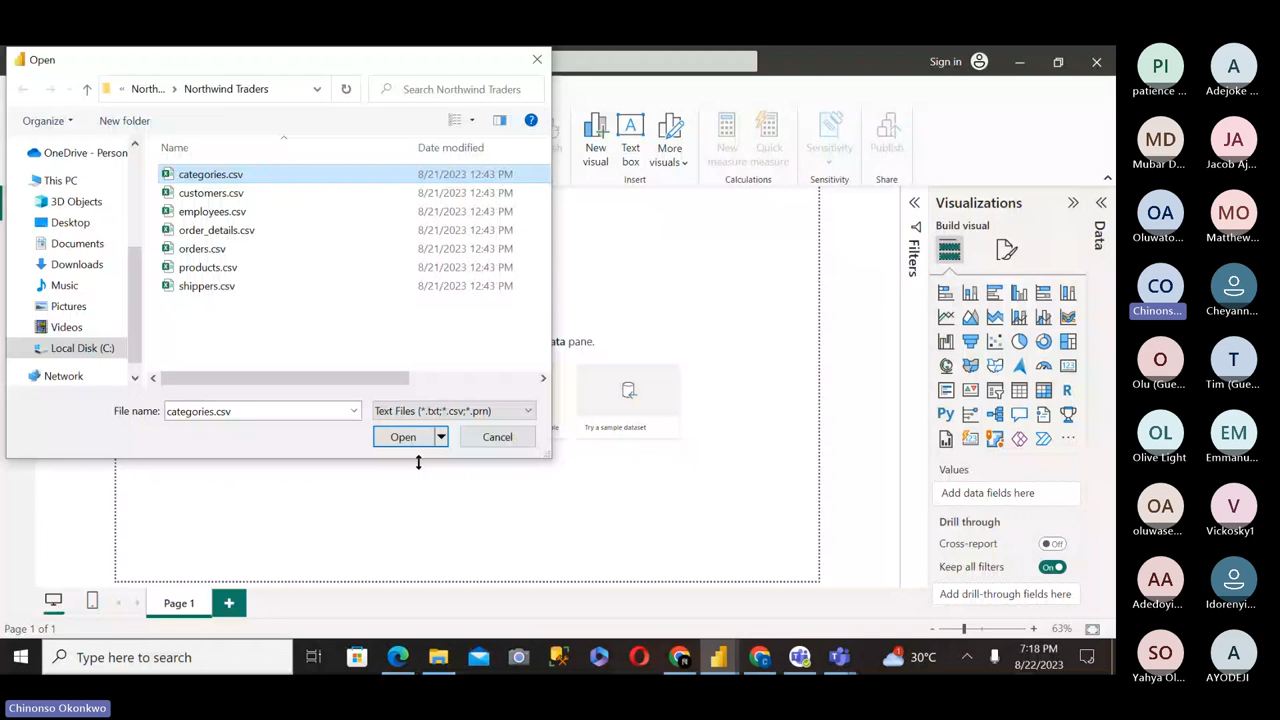 Open
North...
Northwind Traders
Search Northwind Traders
Organize
New folder
Name
Date modified
OneDrive - Person
This PC
3D Objects
Desktop
Documents
Downloads
Music
Pictures
Videos
Local Disk (C:)
Network
categories.csv 8/21/2023 12:43 PM
customers.csv 8/21/2023 12:43 PM
employees.csv 8/21/2023 12:43 PM
order_details.csv 8/21/2023 12:43 PM
orders.csv 8/21/2023 12:43 PM
products.csv 8/21/2023 12:43 PM
shippers.csv 8/21/2023 12:43 PM
File name: categories.csv
Text Files (*.txt;*.csv;*.prn)
Open
Cancel
Sign in
New visual
Text box
More visuals
New measure
Quick measure
Sensitivity
Publish
Insert
Calculations
Sensitivity
Share
ata pane.
Try a sample dataset
Filters
Visualizations
Build visual
Data
123
R
Py
Values
Add data fields here
Drill through
Cross-report
Off
Keep all filters
On
Add drill-through fields here
Page 1
Page 1 of 1
63%
Type here to search
30°C
7:18 PM
8/22/2023
PI
patience ...
A
Adejoke ...
MD
Mubar D...
JA
Jacob Aj...
OA
Oluwato...
MO
Matthew...
CO
Chinons...
Cheyann...
O
Olu (Gue...
T
Tim (Gue...
OL
Olive Light
EM
Emmanu...
OA
oluwase...
V
Vickosky1
AA
Adedoyi...
Idorenyi...
SO
Yahya Ol...
A
AYODEJI
Chinonso Okonkwo